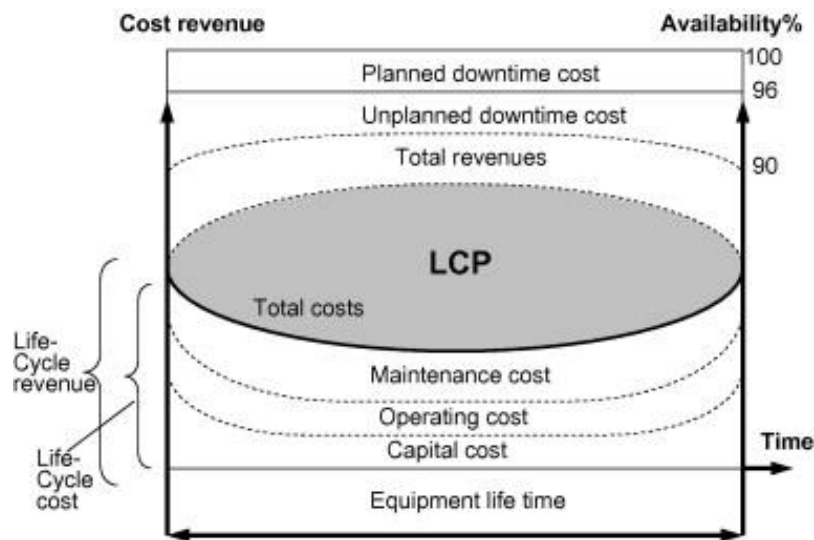 Cost revenue
Availability%
100
Planned downtime cost
96
Unplanned downtime cost
Total revenues
90
LCP
Total costs
Life-
Cycle
revenue
Maintenance cost
Operating cost
Time
Life-
Cycle
cost
Capital cost
Equipment life time